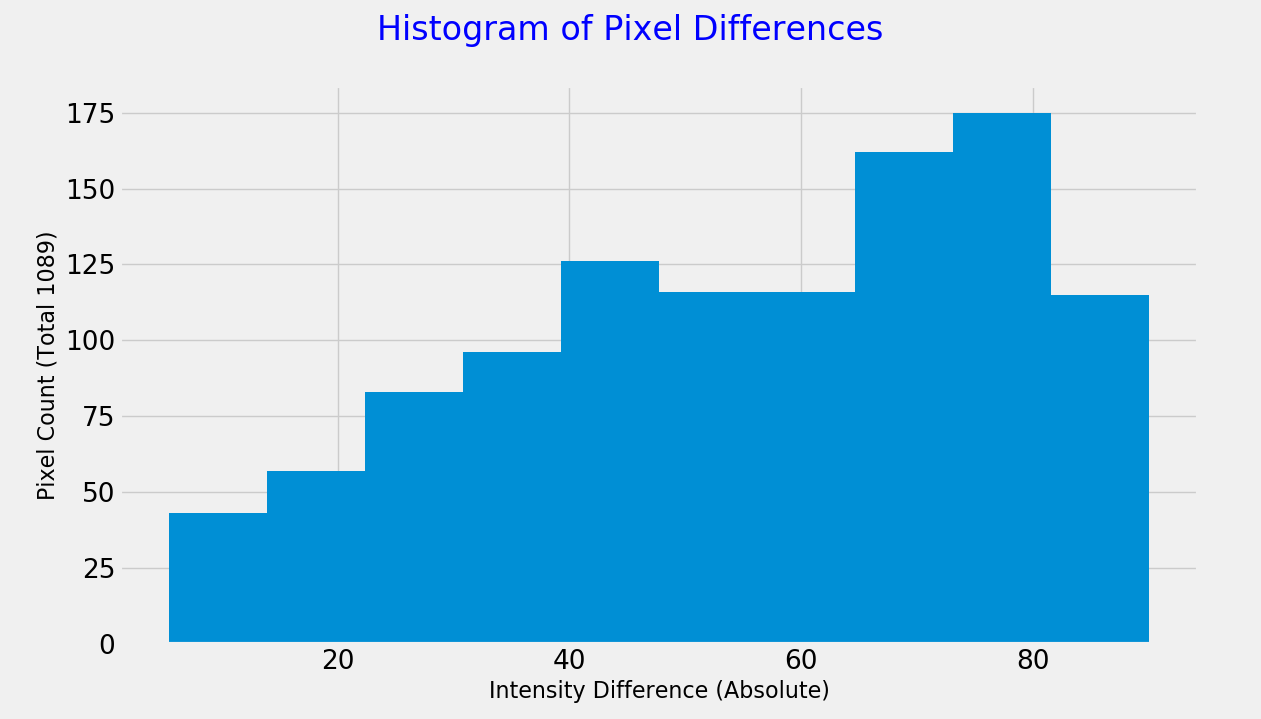 Histogram of Pixel Differences
175
150
125
100
75
50
25
0
Pixel Count (Total 1089)
20 40 60 80
Intensity Difference (Absolute)